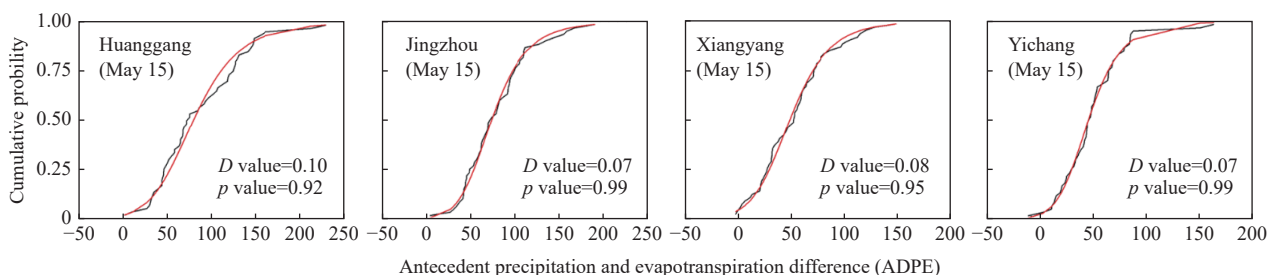 Cumulative probility
1.00
0.75
0.50
0.25
0
Huanggang
(May 15)
D value=0.10
p value=0.92
−50 0 50 100 150 200 250
Jingzhou
(May 15)
D value=0.07
p value=0.99
−50 0 50 100 150 200 250
Xiangyang
(May 15)
D value=0.08
p value=0.95
−50 0 50 100 150 200
Yichang
(May 15)
D value=0.07
p value=0.99
−50 0 50 100 150 200
Antecedent precipitation and evapotranspiration difference (ADPE)